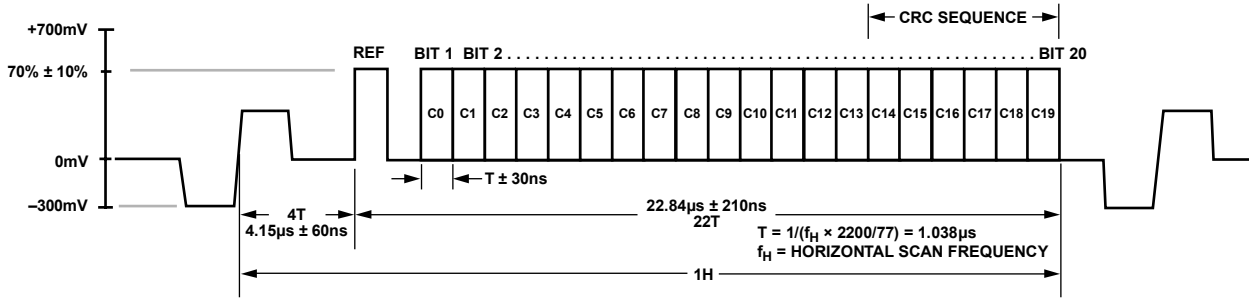 +700mV
CRC SEQUENCE
REF
BIT 1 BIT 2 . . . . . . . . . . . . . . . . . . . . . . . . . . . . . . . . . . . . . . . . . . . . . . . . . . . . . . . . . . . . . BIT 20
70% ± 10%
C0 C1 C2 C3 C4 C5 C6 C7 C8 C9 C10 C11 C12 C13 C14 C15 C16 C17 C18 C19
0mV
T ± 30ns
–300mV
4T
4.15µs ± 60ns
22.84µs ± 210ns
22T
T = 1/(fH × 2200/77) = 1.038µs
fH = HORIZONTAL SCAN FREQUENCY
1H